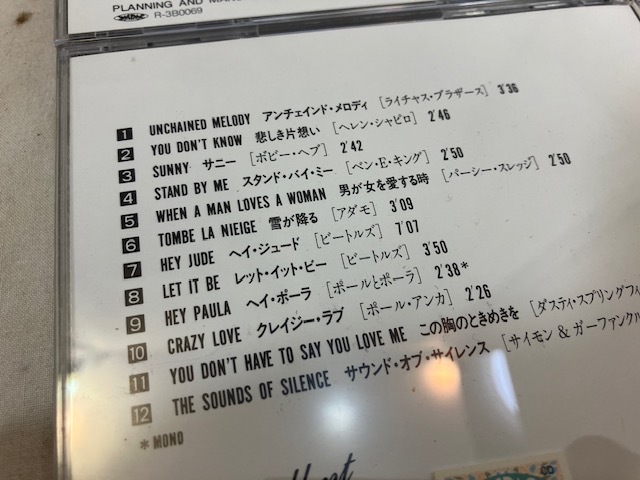 PLANNING AND
R-3B0069
1 UNCHAINED MELODY アンチェインド・メロディ [ライチャス・ブラザース] 3'36
2 YOU DON'T KNOW 悲しき片想い [ヘレン・シャピロ] 2'46
3 SUNNY サニー [ボビー・ヘブ] 2'42
4 STAND BY ME スタンド・バイ・ミー [ベン・E・キング] 2'50
5 WHEN A MAN LOVES A WOMAN 男が女を愛する時 [パーシー・スレッジ] 2'50
6 TOMBE LA NIEIGE 雪が降る [アダモ] 3'09
7 HEY JUDE ヘイ・ジュード [ビートルズ] 7'07
8 LET IT BE レット・イット・ビー [ビートルズ] 3'50
9 HEY PAULA ヘイ・ポーラ [ポールとポーラ] 2'38*
10 CRAZY LOVE クレイジー・ラブ [ポール・アンカ] 2'26
11 YOU DON'T HAVE TO SAY YOU LOVE ME この胸のときめきを [ダスティ・スプリングフィ
12 THE SOUNDS OF SILENCE サウンド・オブ・サイレンス [サイモン & ガーファンクル
* MONO